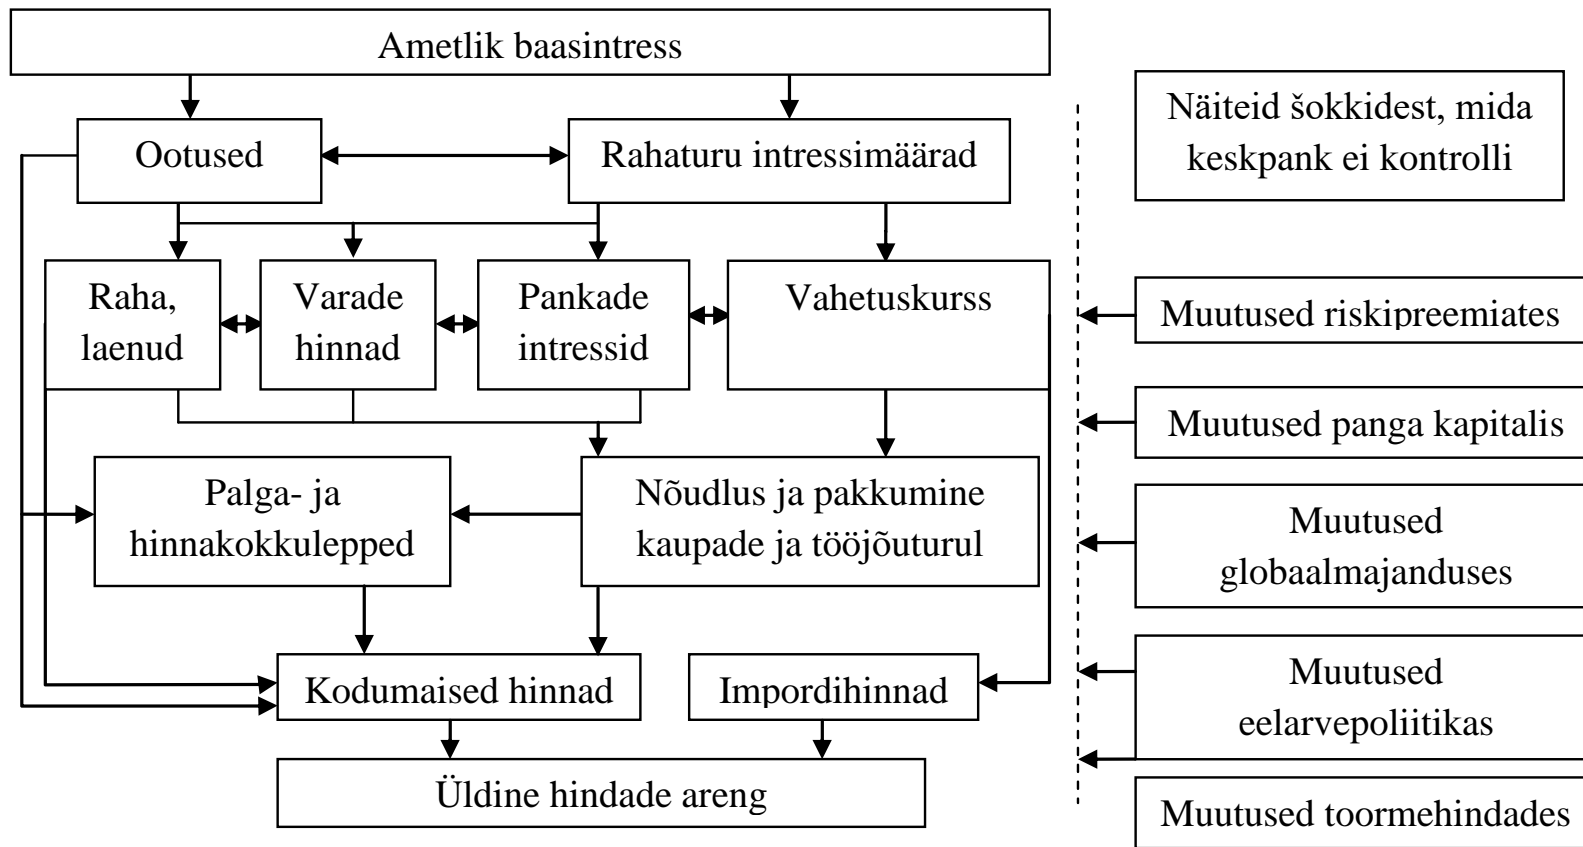 Ametlik baasintress
Näiteid šokkidest, mida
keskpank ei kontrolli
Ootused
Rahaturu intressimäärad
Raha,
laenud
Varade
hinnad
Pankade
intressid
Vahetuskurss
Muutused riskipreemiates
Muutused panga kapitalis
Palga- ja
hinnakokkulepped
Nõudlus ja pakkumine
kaupade ja tööjõuturul
Muutused
globaalmajanduses
Kodumaised hinnad
Impordihinnad
Muutused
eelarvepoliitikas
Üldine hindade areng
Muutused toormehindades